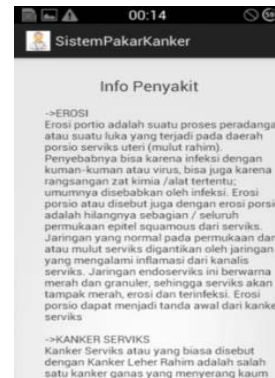 00:14
SistemPakarKanker
Info Penyakit
->EROSI
Erosi portio adalah suatu proses peradanga
atau suatu luka yang terjadi pada daerah
porsio serviks uteri (mulut rahim).
Penyebabnya bisa karena infeksi dengan
kuman-kuman atau virus, bisa juga karena
rangsangan zat kimia /alat tertentu;
umumnya disebabkan oleh infeksi. Erosi
porsio atau disebut juga dengan erosi porsio
adalah hilangnya sebagian / seluruh
permukaan epitel squamous dari serviks.
Jaringan yang normal pada permukaan dan
atau mulut serviks digantikan oleh jaringan
yang mengalami inflamasi dari kanalis
serviks. Jaringan endoserviks ini berwarna
merah dan granuler, sehingga serviks akan
tampak merah, erosi dan terinfeksi. Erosi
porsio dapat menjadi tanda awal dari kanke
serviks
->KANKER SERVIKS
Kanker Serviks atau yang biasa disebut
dengan Kanker Leher Rahim adalah salah
satu kanker ganas yang menyerang kaum